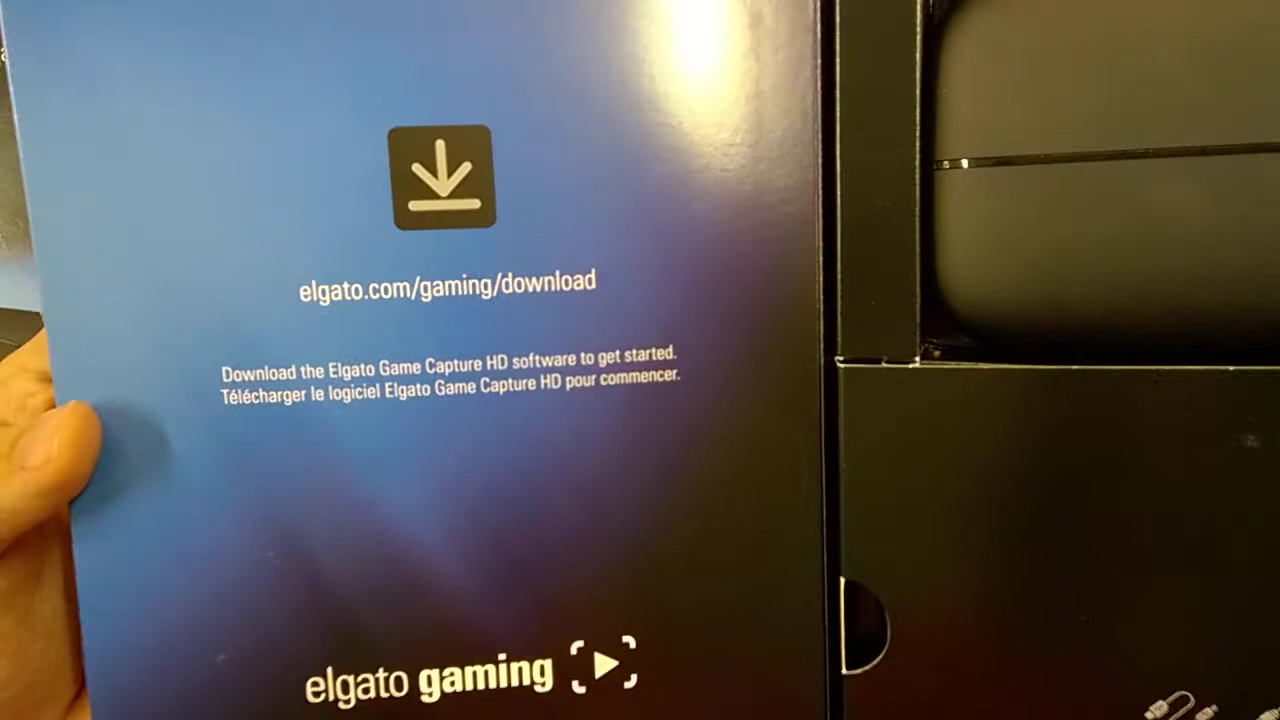 elgato.com/gaming/download
Download the Elgato Game Capture HD software to get started.
Télécharger le logiciel Elgato Game Capture HD pour commencer.
elgato gaming